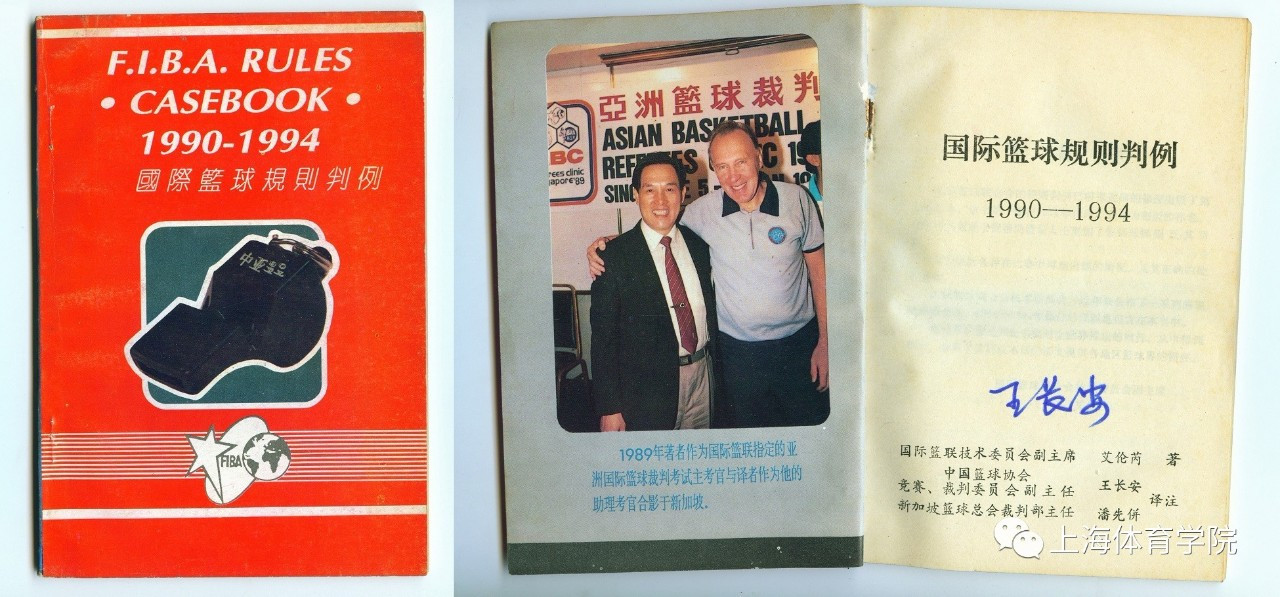 F.I.B.A. RULES
• CASEBOOK •
1990-1994
國際籃球規則判例
FIBA
亞洲籃球裁判
ASIAN BASKETBALL
BC
ees clinic
gapore'89
1989年著者作为国际篮联指定的亚
洲国际篮球裁判考试主考官与译者作为他的
助理考官合影于新加坡。
国际篮球规则判例
1990—1994
王长安
国际篮联技术委员会副主席 艾伦芮 著
中国篮球协会
竞赛、裁判委员会副主任 王长安
译注
新加坡篮球总会裁判部主任 潘先併
上海体育学院